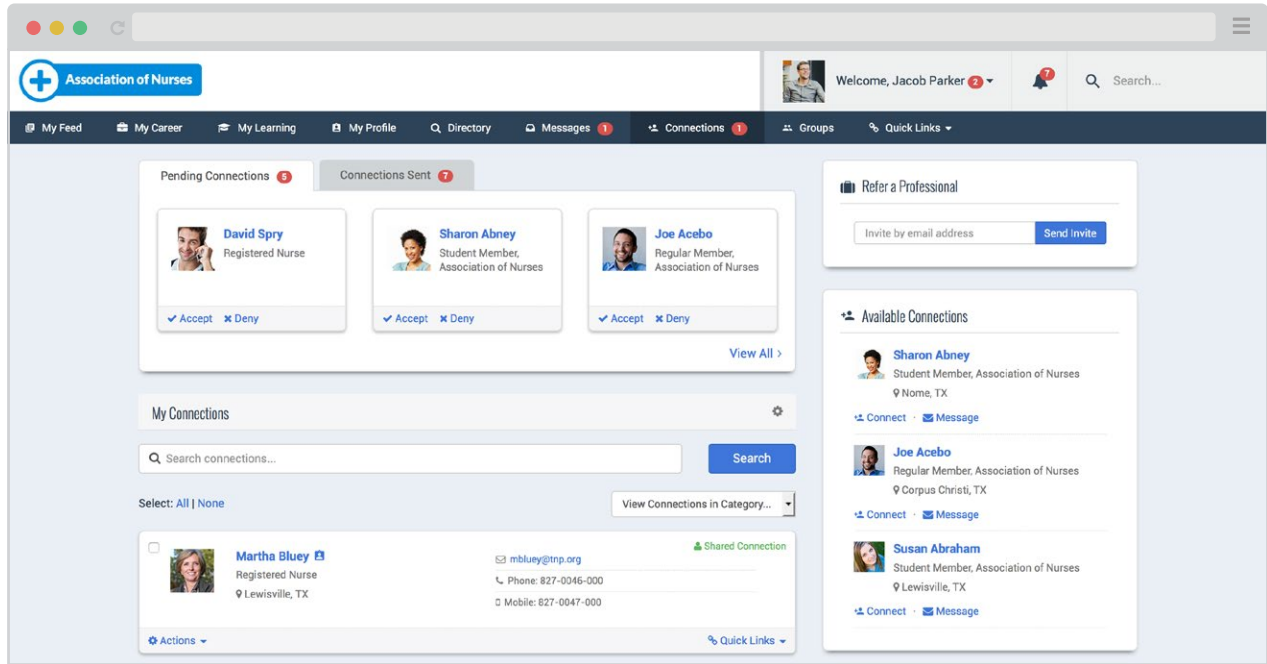 Association of Nurses
Welcome, Jacob Parker 2
7
Search...
My Feed
My Career
My Learning
My Profile
Directory
Messages 1
Connections 1
Groups
Quick Links
Pending Connections 5
Connections Sent 7
David Spry
Registered Nurse
Accept Deny
Sharon Abney
Student Member,
Association of Nurses
Accept Deny
Joe Acebo
Regular Member,
Association of Nurses
Accept Deny
View All >
My Connections
Search connections...
Search
Select: All | None
View Connections in Category...
Martha Bluey
Registered Nurse
Lewisville, TX
mbluey@tnp.org
Phone: 827-0046-000
Mobile: 827-0047-000
Shared Connection
Actions
Quick Links
Refer a Professional
Invite by email address
Send Invite
Available Connections
Sharon Abney
Student Member, Association of Nurses
Nome, TX
Connect · Message
Joe Acebo
Regular Member, Association of Nurses
Corpus Christi, TX
Connect · Message
Susan Abraham
Student Member, Association of Nurses
Lewisville, TX
Connect · Message